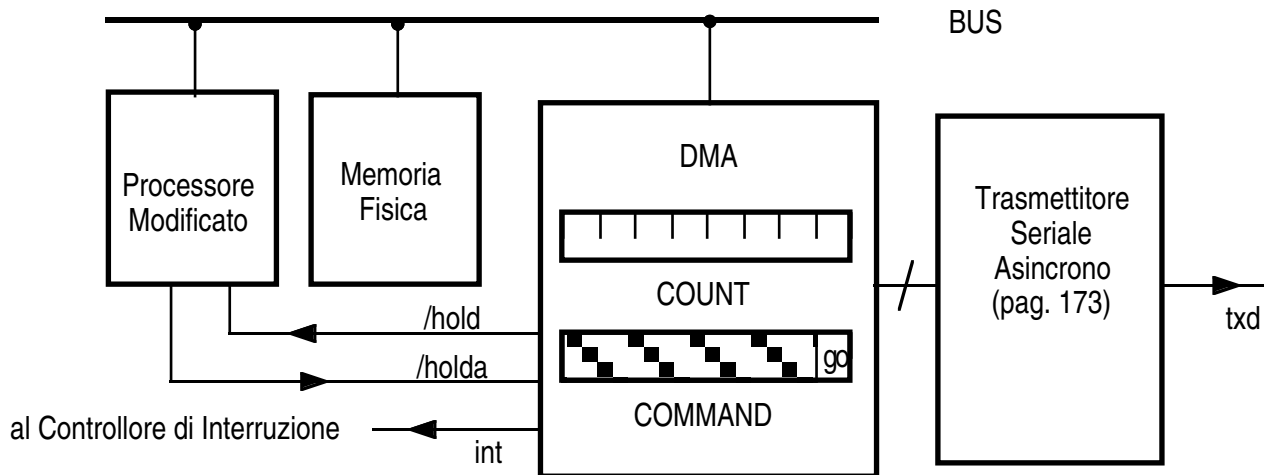 BUS
Processore
Modificato
Memoria
Fisica
DMA
COUNT
go
COMMAND
Trasmettitore
Seriale
Asincrono
(pag. 173)
txd
/hold
/holda
al Controllore di Interruzione
int